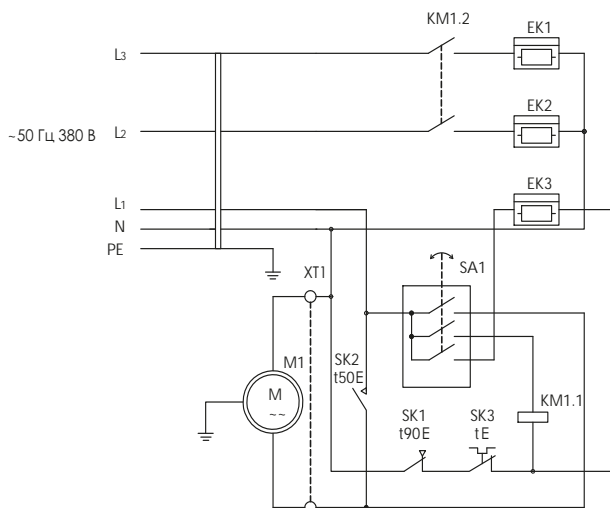 KM1.2
EK1
L3
EK2
~50 Гц 380 В
L2
EK3
L1
N
PE
XT1
SA1
M1
SK2
t50E
M
~~
KM1.1
SK1
t90E
SK3
tE